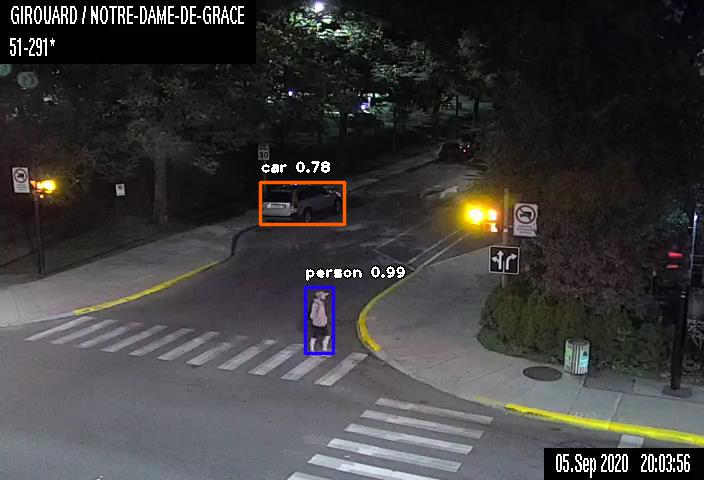 GIROUARD / NOTRE-DAME-DE-GRACE
51-291*
car 0.78
person 0.99
05.Sep 2020 20:03:56